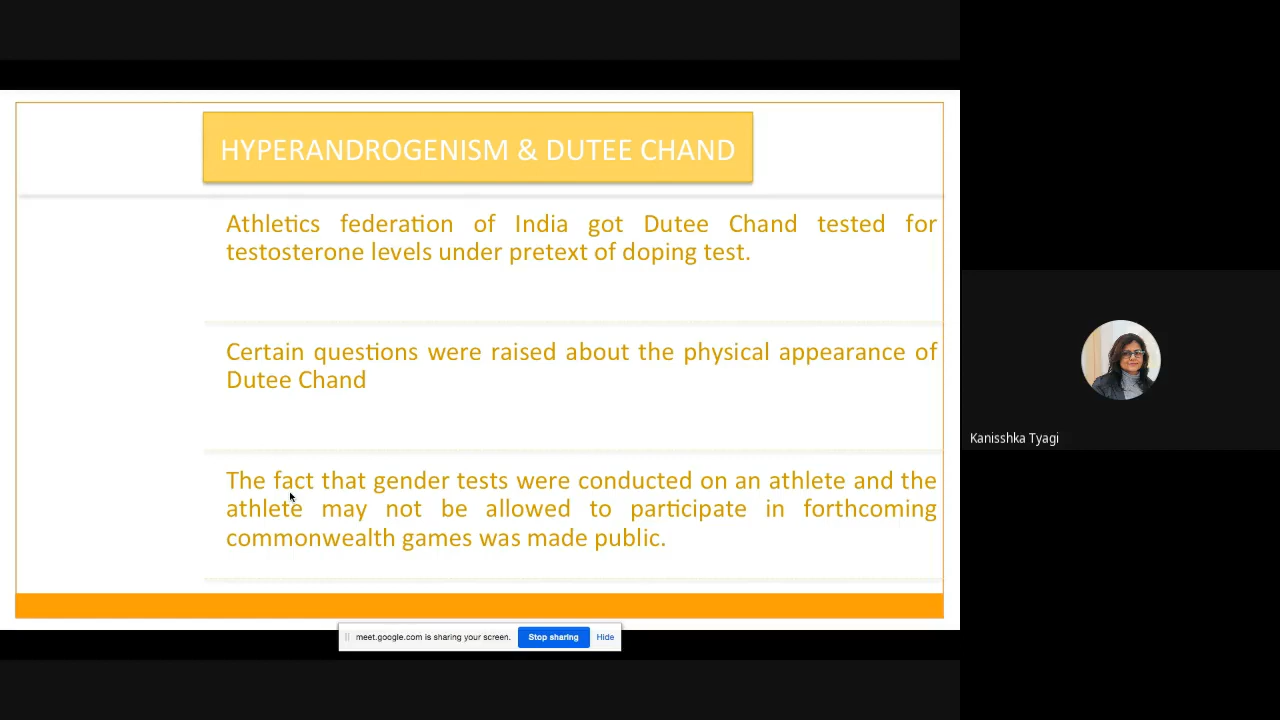 HYPERANDROGENISM & DUTEE CHAND
Athletics federation of India got Dutee Chand tested for
testosterone levels under pretext of doping test.
Certain questions were raised about the physical appearance of
Dutee Chand
The fact that gender tests were conducted on an athlete and the
athlete may not be allowed to participate in forthcoming
commonwealth games was made public.
Kanisshka Tyagi
meet.google.com is sharing your screen. Stop sharing Hide